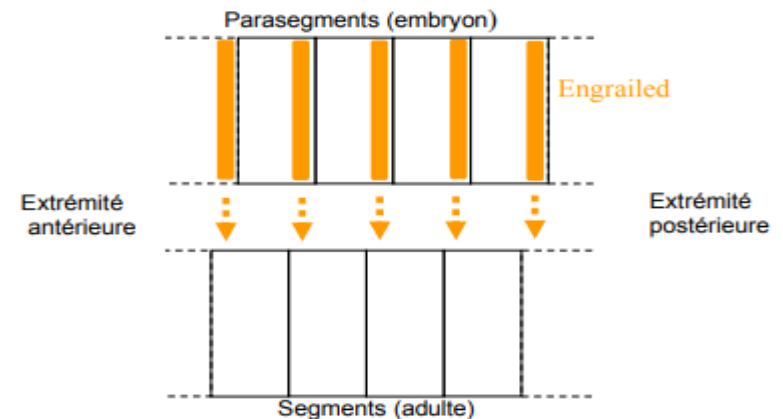 Parasegments (embryon)
Engrailed
Extrémité
antérieure
Extrémité
postérieure
Segments (adulte)